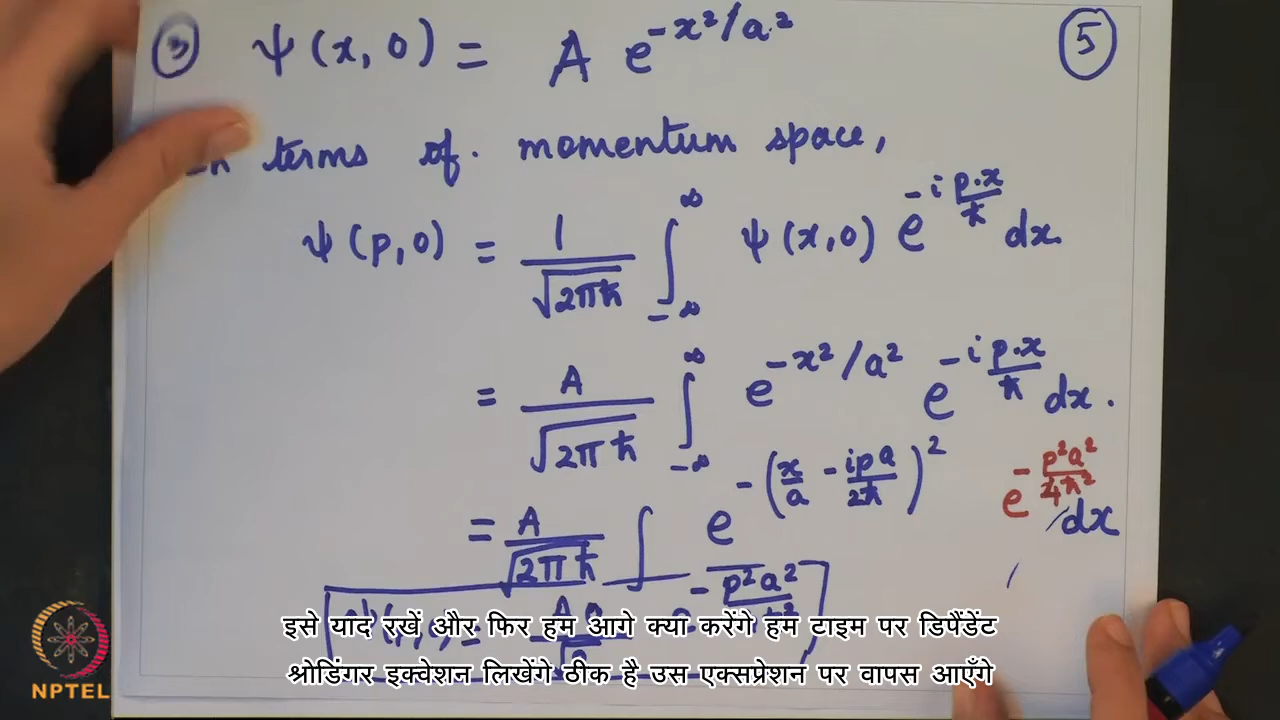 ③ ψ(x,0) = A e^{-x²/a²} ⑤
terms of. momentum space,
ψ(p,0) = 1/√(2πħ) ∫_{-∞}^{∞} ψ(x,0) e^{-i p·x/ħ} dx.
= A/√(2πħ) ∫_{-∞}^{∞} e^{-x²/a²} e^{-i p·x/ħ} dx.
= A/√(2πħ) ∫ e^{-(x/a - ipa/2ħ)²} e^{-p²a²/4ħ²} dx
इसे याद रखें और फिर हम आगे क्या करेंगे हम टाइम पर डिपैंडेंट
श्रोडिंगर इक्वेशन लिखेंगे ठीक है उस एक्सप्रेशन पर वापस आएँगे
NPTEL